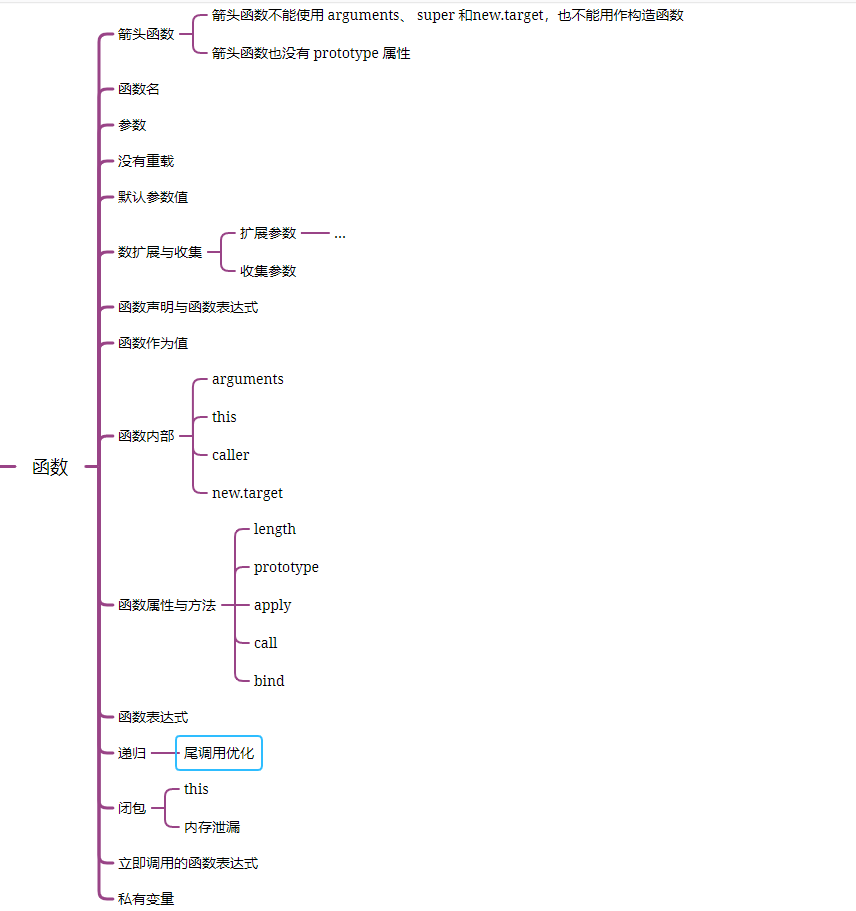 箭头函数不能使用 arguments、 super 和new.target，也不能用作构造函数
箭头函数
箭头函数也没有 prototype 属性
函数名
参数
没有重载
默认参数值
扩展参数
...
数扩展与收集
收集参数
函数声明与函数表达式
函数作为值
arguments
this
函数内部
caller
函数
new.target
length
prototype
函数属性与方法
apply
call
bind
函数表达式
递归
尾调用优化
this
闭包
内存泄漏
立即调用的函数表达式
私有变量